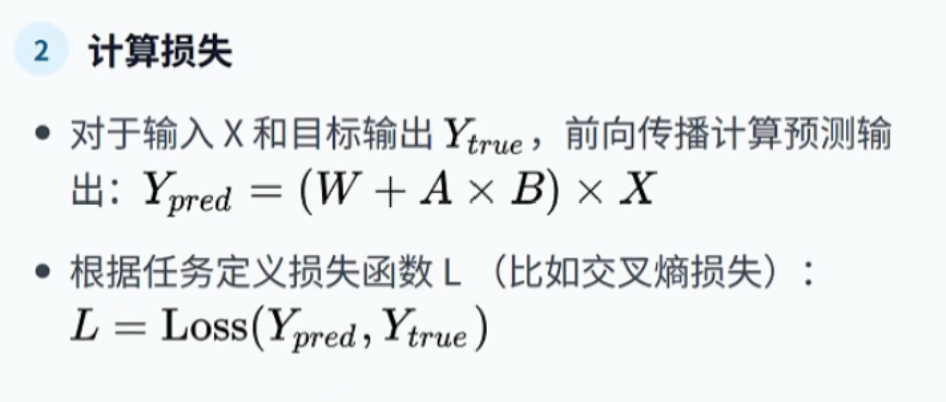 2 计算损失
• 对于输入 X 和目标输出 $Y_{true}$，前向传播计算预测输
出：$Y_{pred} = (W + A \times B) \times X$
• 根据任务定义损失函数 L （比如交叉熵损失）：
$L = \text{Loss}(Y_{pred}, Y_{true})$